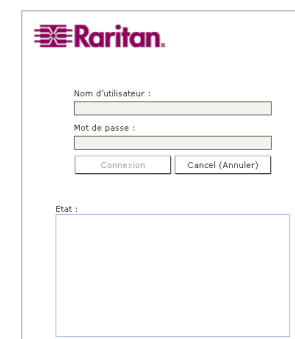 Raritan®
Nom d'utilisateur :
Mot de passe :
Connexion
Cancel (Annuler)
Etat :